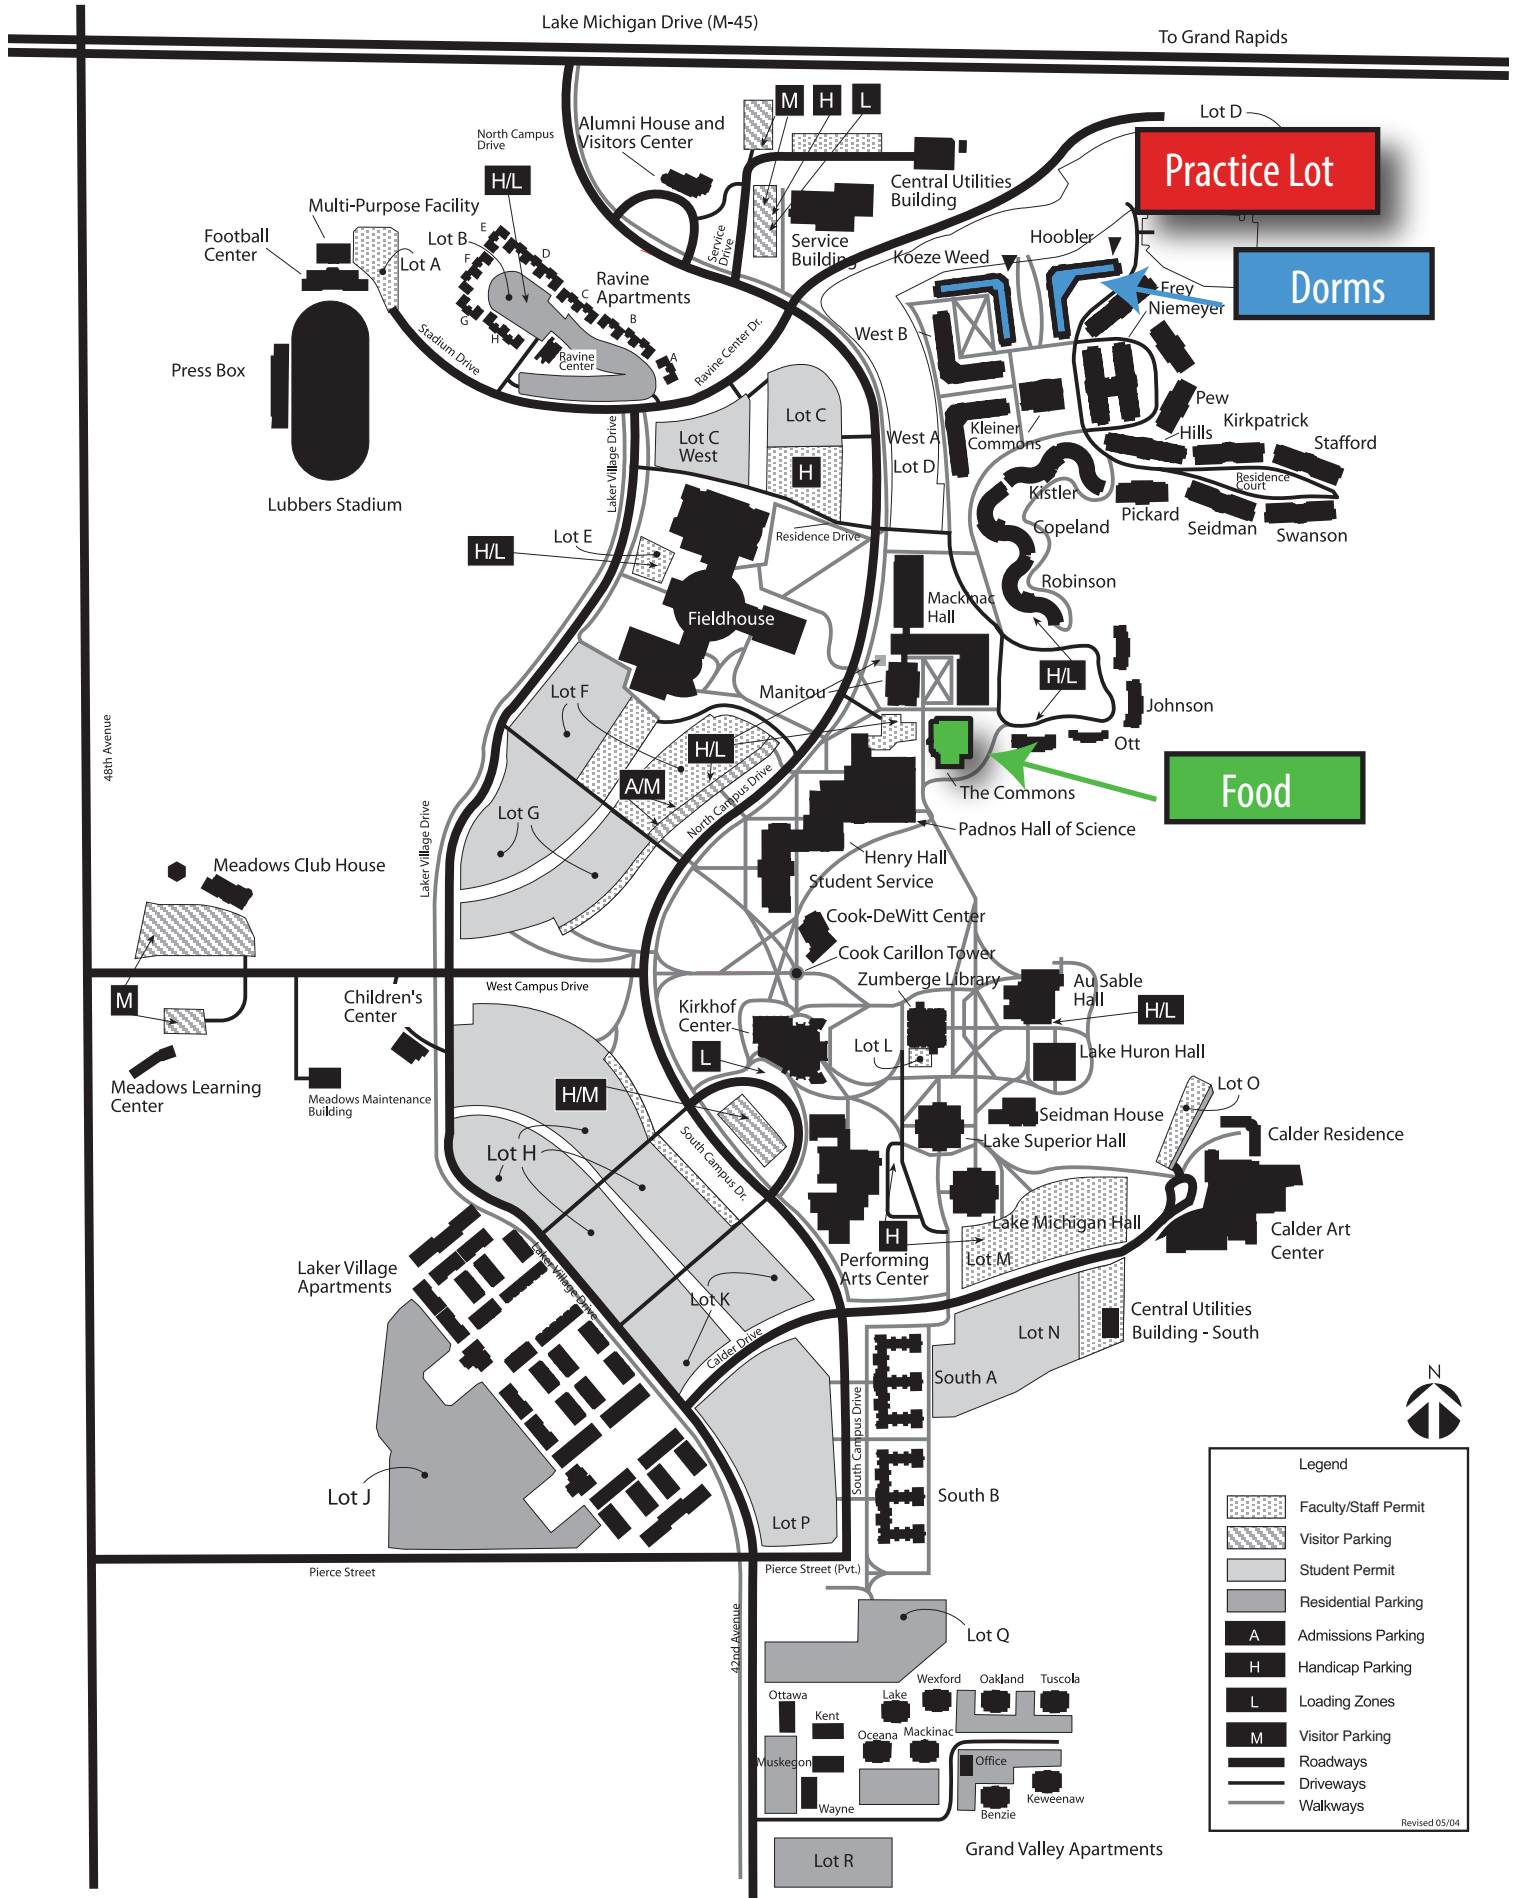 Lake Michigan Drive (M-45)
To Grand Rapids
Lot D
M
H
L
Alumni House and
Visitors Center
North Campus
Drive
H/L
Practice Lot
Central Utilities
Building
Multi-Purpose Facility
Football
Center
Lot B
Lot A
E
D
F
C
B
A
G
H
Ravine
Apartments
Service
Drive
Service
Building
Koeze Weed
Hoobler
Dorms
Frey
Niemeyer
Stadium Drive
Ravine
Center
Ravine Center Dr.
West B
Press Box
Lot C
Lot C
West
H
West A
Lot D
Kleiner
Commons
Pew
Kirkpatrick
Hills
Stafford
Lubbers Stadium
Laker Village Drive
Residence
Court
Kistler
Pickard
Seidman
Swanson
Copeland
Lot E
H/L
Residence Drive
Robinson
Mackinac
Hall
Fieldhouse
H/L
Manitou
Lot F
Johnson
48th Avenue
H/L
A/M
Ott
North Campus Drive
The Commons
Food
Lot G
Padnos Hall of Science
Laker Village Drive
Henry Hall
Student Service
Meadows Club House
Cook-DeWitt Center
Cook Carillon Tower
Zumberge Library
Au Sable
Hall
H/L
M
West Campus Drive
Children's
Center
Kirkhof
Center
L
Lot L
Lake Huron Hall
Meadows Learning
Center
Meadows Maintenance
Building
H/M
Lot O
Seidman House
Lake Superior Hall
Calder Residence
Lot H
South Campus Dr.
Lake Michigan Hall
Calder Art
Center
H
Performing
Arts Center
Lot M
Laker Village
Apartments
Laker Village Drive
Lot K
Calder Drive
Central Utilities
Building - South
Lot N
South A
South Campus Drive
N
Lot J
South B
Lot P
Pierce Street
Pierce Street (Pvt.)
42nd Avenue
Lot Q
Ottawa
Kent
Lake
Wexford
Oakland
Tuscola
Oceana
Mackinac
Muskegon
Office
Wayne
Benzie
Keweenaw
Grand Valley Apartments
Lot R
Legend
Faculty/Staff Permit
Visitor Parking
Student Permit
Residential Parking
A Admissions Parking
H Handicap Parking
L Loading Zones
M Visitor Parking
Roadways
Driveways
Walkways
Revised 05/04